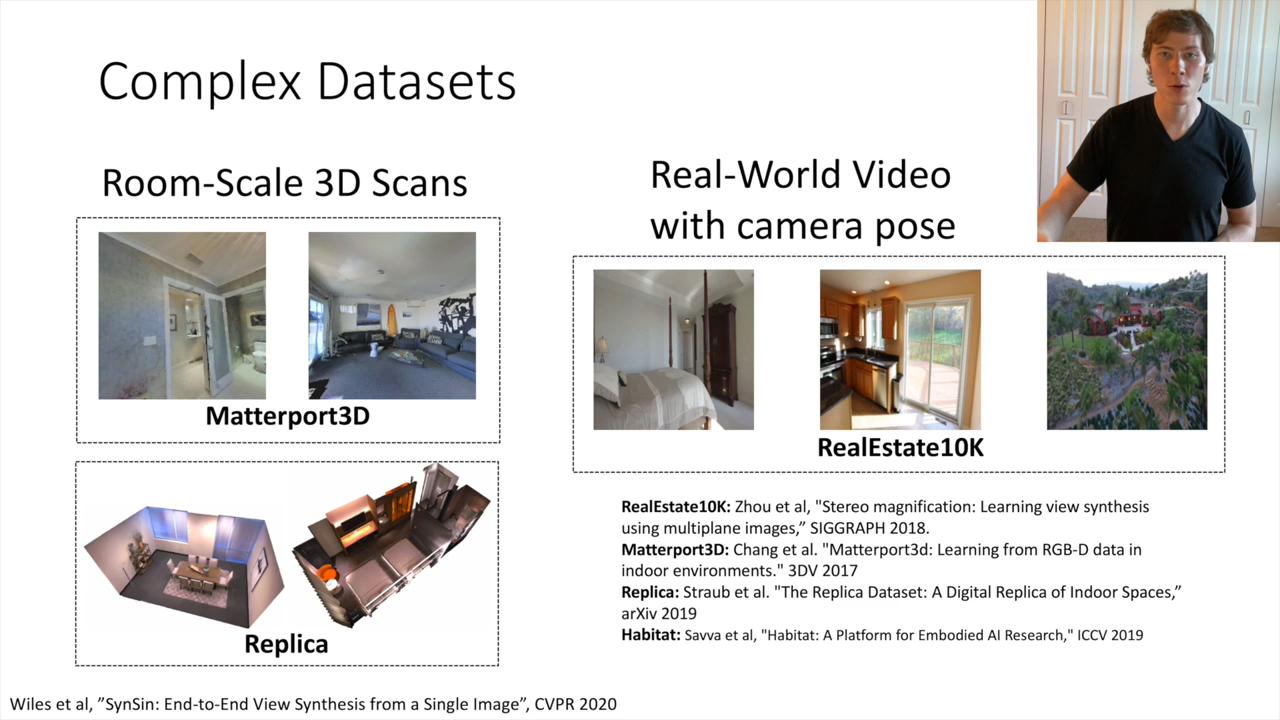 Complex Datasets
Room-Scale 3D Scans
Matterport3D
Replica
Real-World Video
with camera pose
RealEstate10K
RealEstate10K: Zhou et al, "Stereo magnification: Learning view synthesis
using multiplane images,” SIGGRAPH 2018.
Matterport3D: Chang et al. "Matterport3d: Learning from RGB-D data in
indoor environments." 3DV 2017
Replica: Straub et al. "The Replica Dataset: A Digital Replica of Indoor Spaces,”
arXiv 2019
Habitat: Savva et al, "Habitat: A Platform for Embodied AI Research," ICCV 2019
Wiles et al, ”SynSin: End-to-End View Synthesis from a Single Image”, CVPR 2020